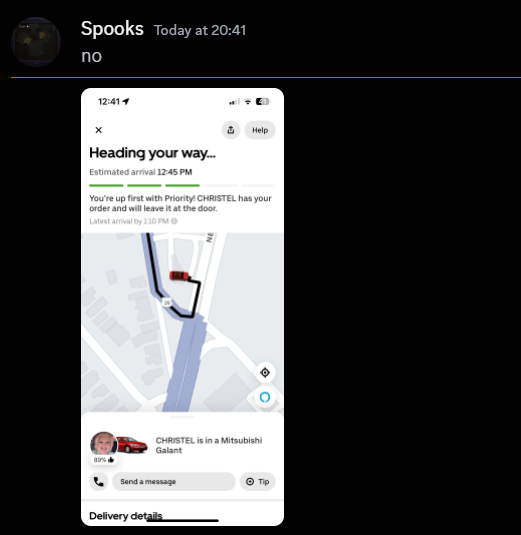 Spooks Today at 20:41
no
12:41
Help
Heading your way...
Estimated arrival 12:45 PM
You're up first with Priority! CHRISTEL has your
order and will leave it at the door.
Latest arrival by 1:10 PM
NE
CHRISTEL is in a Mitsubishi
Galant
89%
Send a message
Tip
Delivery details